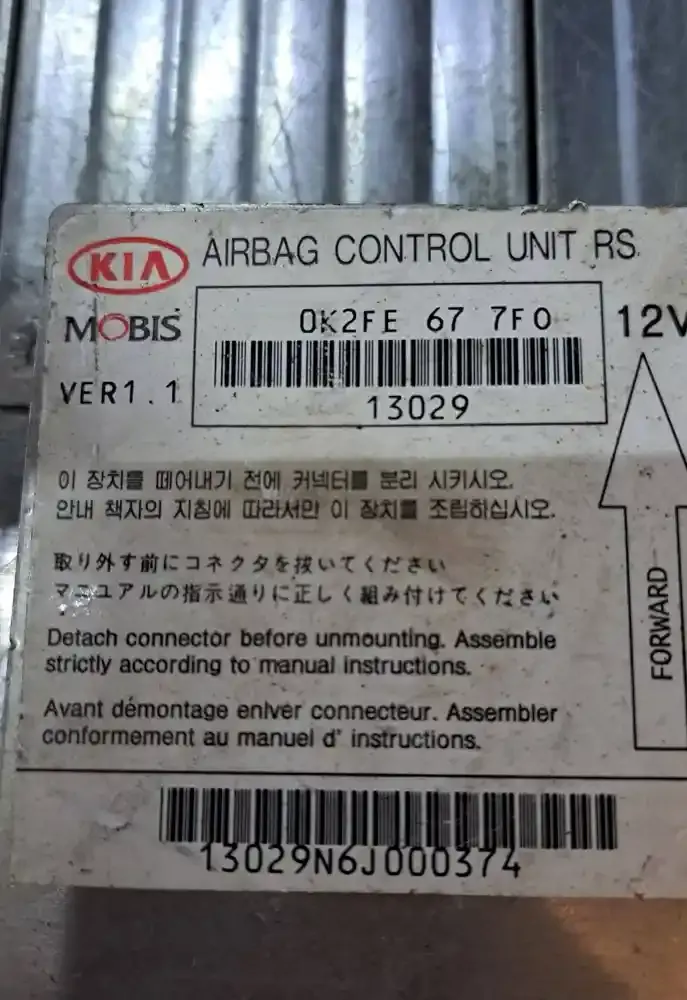 KIA AIRBAG CONTROL UNIT RS
MOBIS
0K2FE 67 7F0
12V
VER1.1
13029
이 장치를 떼어내기 전에 커넥터를 분리 시키시오.
안내 책자의 지침에 따라서만 이 장치를 조립하십시오.
取り外す前にコネクタを抜いてください
マニュアルの指示通りに正しく組み付けてください
FORWARD
Detach connector before unmounting. Assemble
strictly according to manual instructions.
Avant démontage enlver connecteur. Assembler
conformement au manuel d' instructions.
13029N6J000374